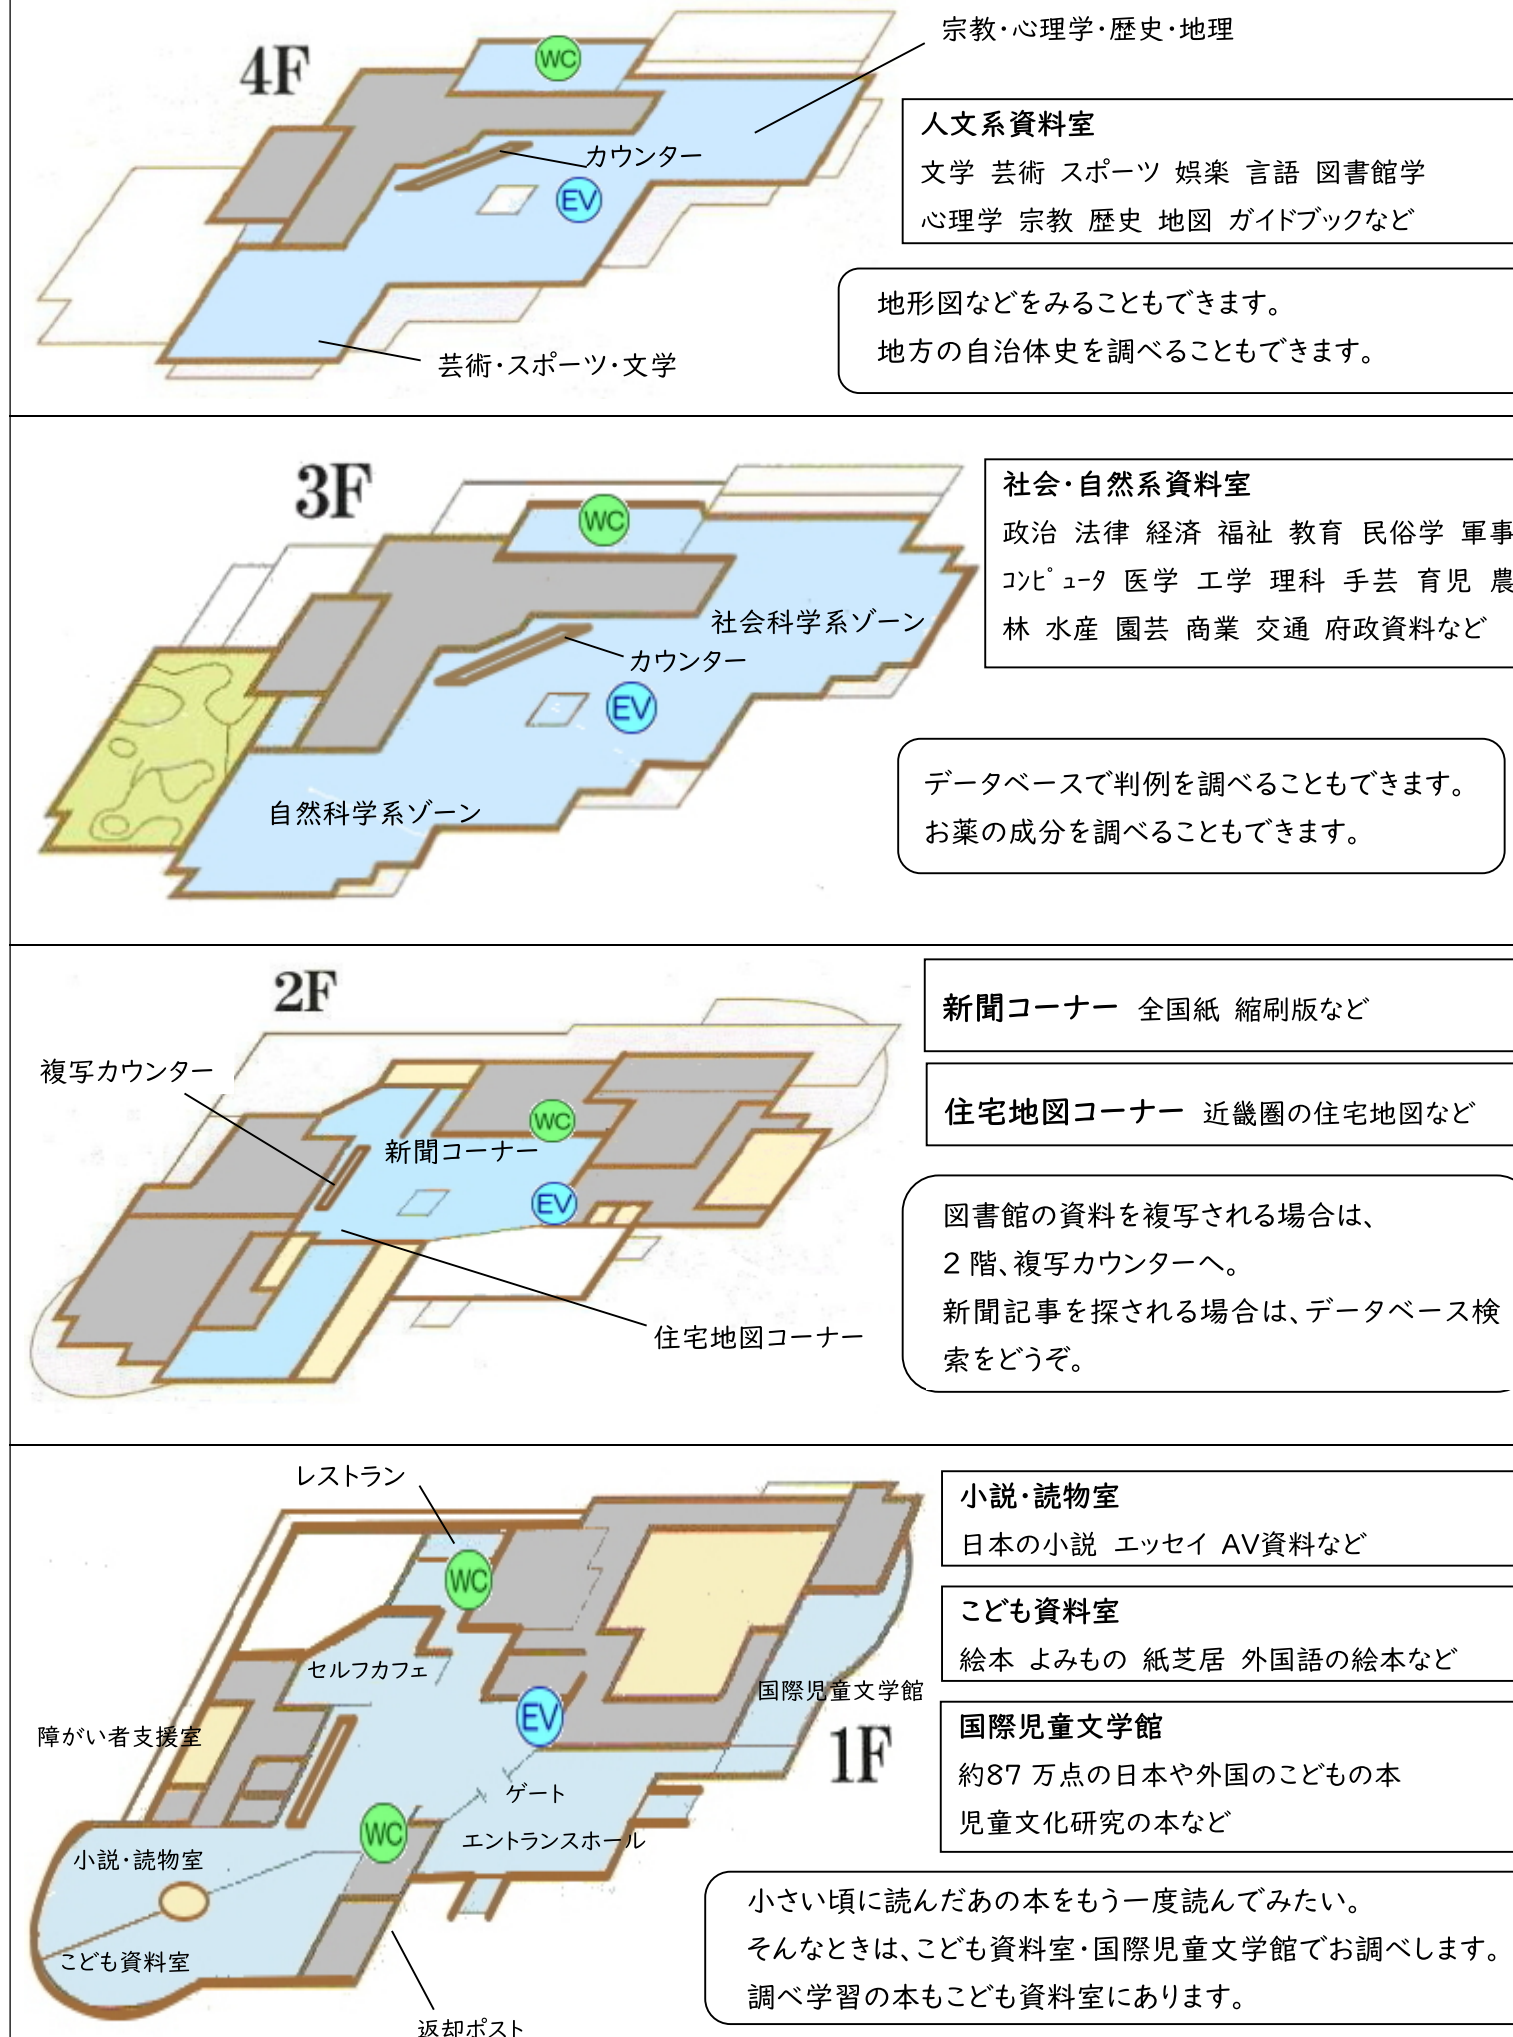 4F
WC
宗教・心理学・歴史・地理
カウンター
EV
芸術・スポーツ・文学
人文系資料室
文学 芸術 スポーツ 娯楽 言語 図書館学
心理学 宗教 歴史 地図 ガイドブックなど
地形図などをみることもできます。
地方の自治体史を調べることもできます。
3F
WC
社会科学系ゾーン
カウンター
EV
自然科学系ゾーン
社会・自然系資料室
政治 法律 経済 福祉 教育 民俗学 軍事
コンピュータ 医学 工学 理科 手芸 育児 農
林 水産 園芸 商業 交通 府政資料など
データベースで判例を調べることもできます。
お薬の成分を調べることもできます。
2F
複写カウンター
WC
新聞コーナー
EV
住宅地図コーナー
新聞コーナー 全国紙 縮刷版など
住宅地図コーナー 近畿圏の住宅地図など
図書館の資料を複写される場合は、
2 階、複写カウンターへ。
新聞記事を探される場合は、データベース検
索をどうぞ。
レストラン
WC
セルフカフェ
国際児童文学館
EV
障がい者支援室
1F
ゲート
WC
エントランスホール
小説・読物室
こども資料室
返却ポスト
小説・読物室
日本の小説 エッセイ AV資料など
こども資料室
絵本 よみもの 紙芝居 外国語の絵本など
国際児童文学館
約87 万点の日本や外国のこどもの本
児童文化研究の本など
小さい頃に読んだあの本をもう一度読んでみたい。
そんなときは、こども資料室・国際児童文学館でお調べします。
調べ学習の本もこども資料室にあります。